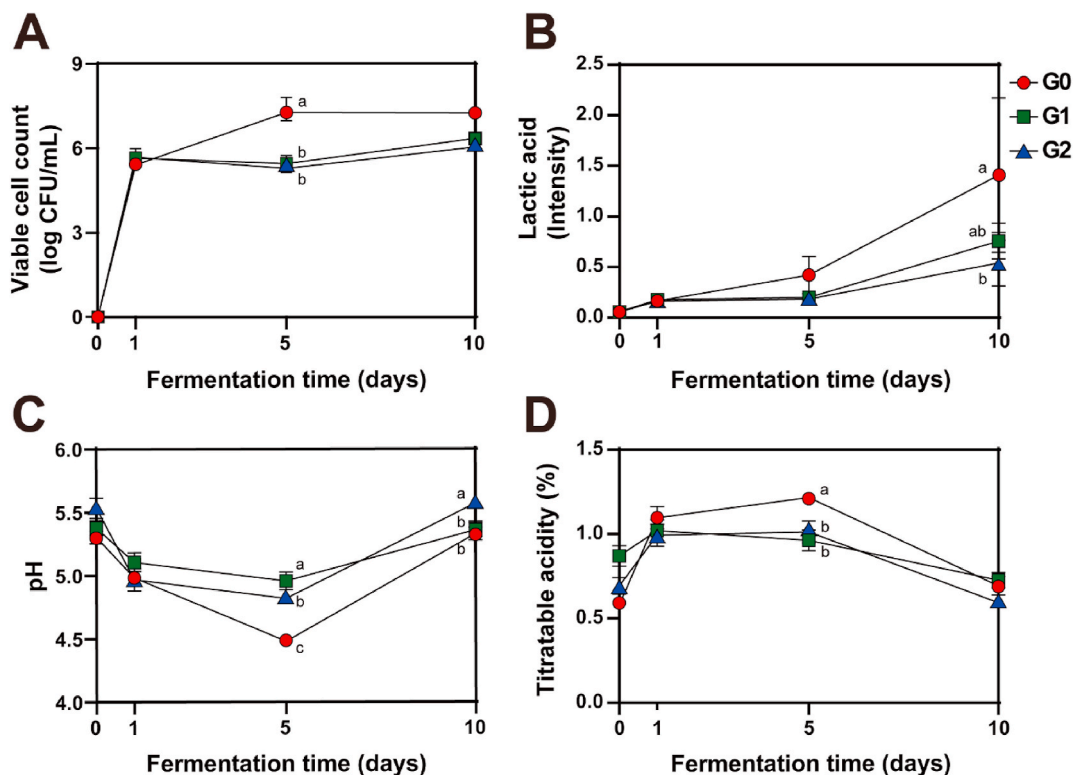 A
Viable cell count
(log CFU/mL)
9
6
3
0
a
b
b
0 1 5 10
Fermentation time (days)
B
Lactic acid
(Intensity)
2.5
2.0
1.5
1.0
0.5
0.0
a
ab
b
0 1 5 10
Fermentation time (days)
G0
G1
G2
C
pH
6.0
5.5
5.0
4.5
4.0
a
b
c
a
b
b
0 1 5 10
Fermentation time (days)
D
Titratable acidity (%)
1.5
1.0
0.5
0.0
a
b
b
0 1 5 10
Fermentation time (days)